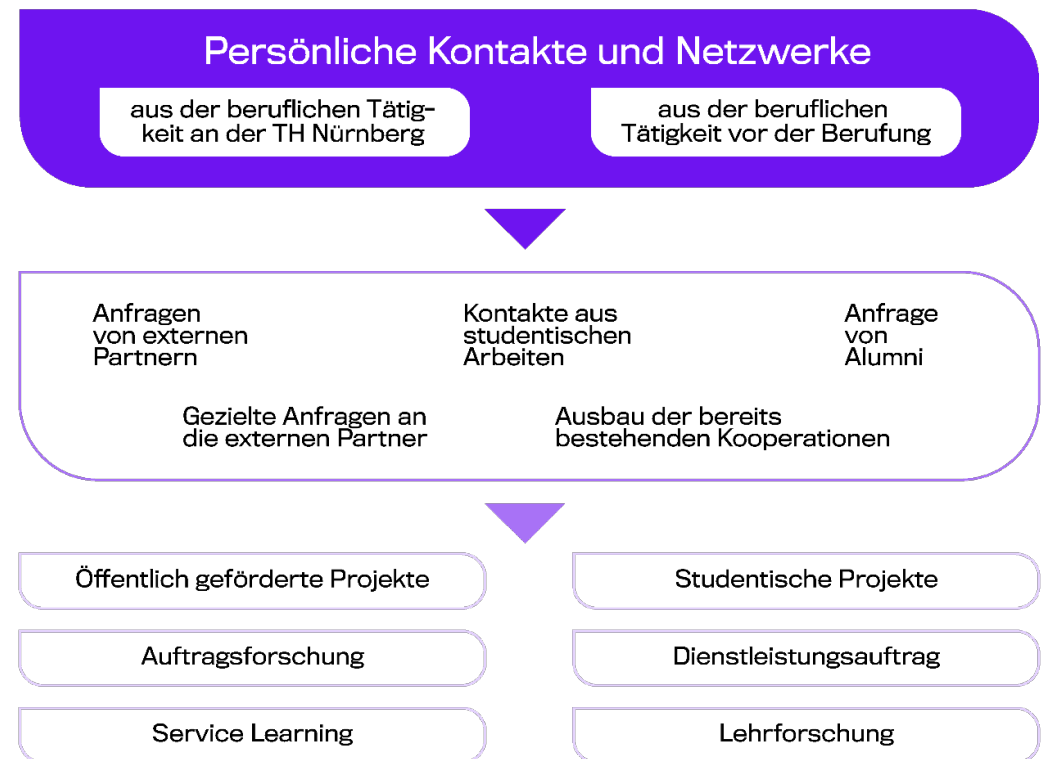 Persönliche Kontakte und Netzwerke
aus der beruflichen Tätig-
keit an der TH Nürnberg
aus der beruflichen
Tätigkeit vor der Berufung
Anfragen
von externen
Partnern
Kontakte aus
studentischen
Arbeiten
Anfrage
von
Alumni
Gezielte Anfragen an
die externen Partner
Ausbau der bereits
bestehenden Kooperationen
Öffentlich geförderte Projekte
Studentische Projekte
Auftragsforschung
Dienstleistungsauftrag
Service Learning
Lehrforschung